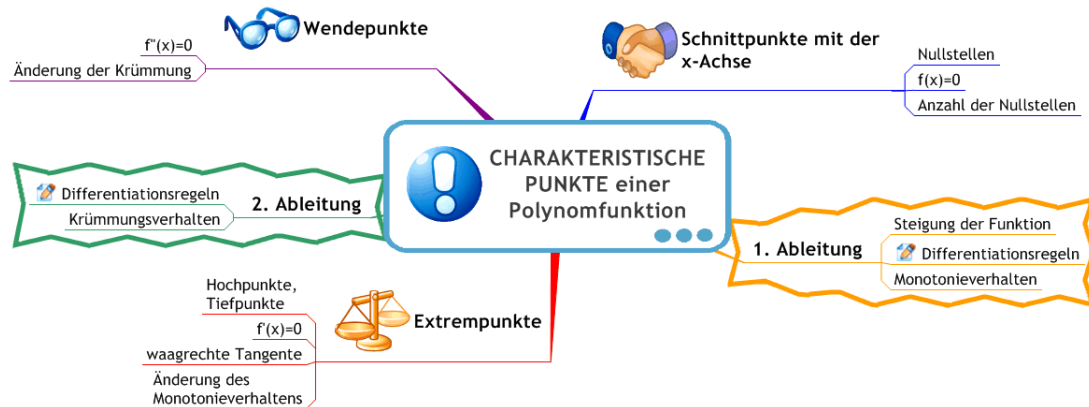 Wendepunkte
f"(x)=0
Änderung der Krümmung
Schnittpunkte mit der
x-Achse
Nullstellen
f(x)=0
Anzahl der Nullstellen
CHARAKTERISTISCHE
PUNKTE einer
Polynomfunktion
2. Ableitung
Differentiationsregeln
Krümmungsverhalten
1. Ableitung
Steigung der Funktion
Differentiationsregeln
Monotonieverhalten
Extrempunkte
Hochpunkte,
Tiefpunkte
f'(x)=0
waagrechte Tangente
Änderung des
Monotonieverhaltens